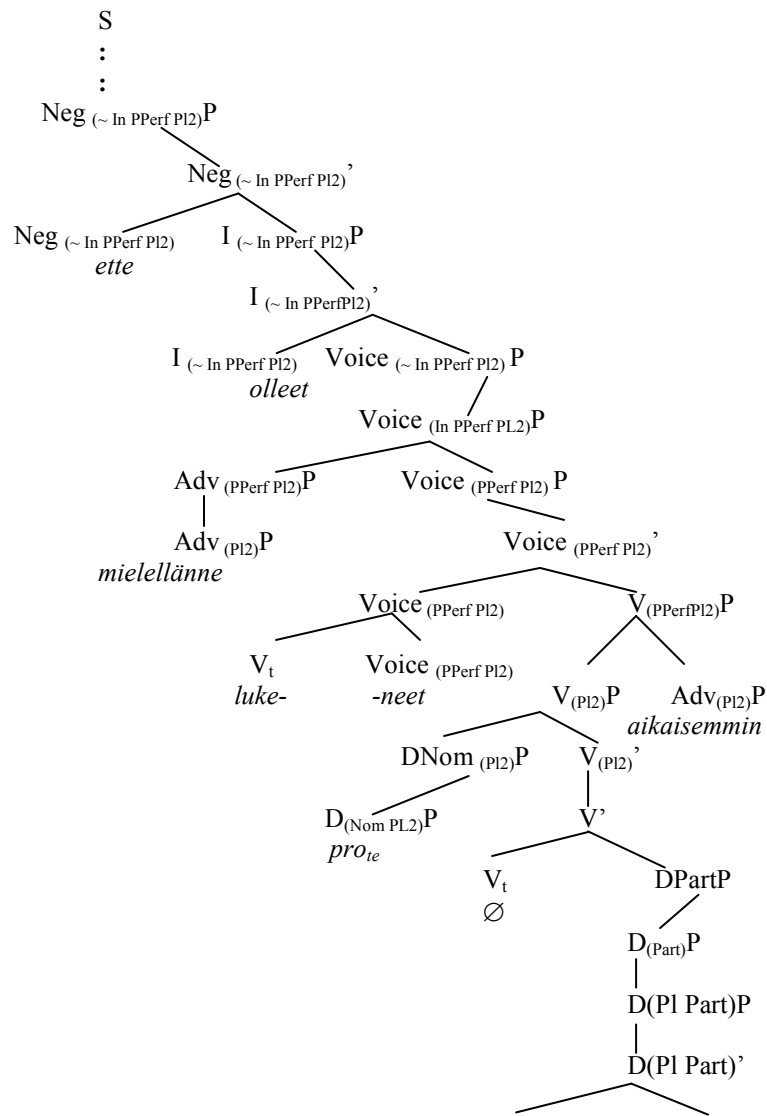 S
:
:
Neg (~ In PPerf Pl2)P
Neg (~ In PPerf Pl2)’
Neg (~ In PPerf Pl2) I (~ In PPerf Pl2)P
ette
I (~ In PPerfPl2)’
I (~ In PPerf Pl2) Voice (~ In PPerf Pl2) P
olleet
Voice (In PPerf PL2)P
Adv (PPerf Pl2)P Voice (PPerf Pl2) P
Adv (Pl2)P Voice (PPerf Pl2)’
mielellänne
Voice (PPerf Pl2) V(PPerfPl2)P
Vt Voice (PPerf Pl2)
luke- -neet V(Pl2)P Adv(Pl2)P
aikaisemmin
DNom (Pl2)P V(Pl2)’
D(Nom PL2)P V’
prote
Vt DPartP
∅
D(Part)P
D(Pl Part)P
D(Pl Part)’